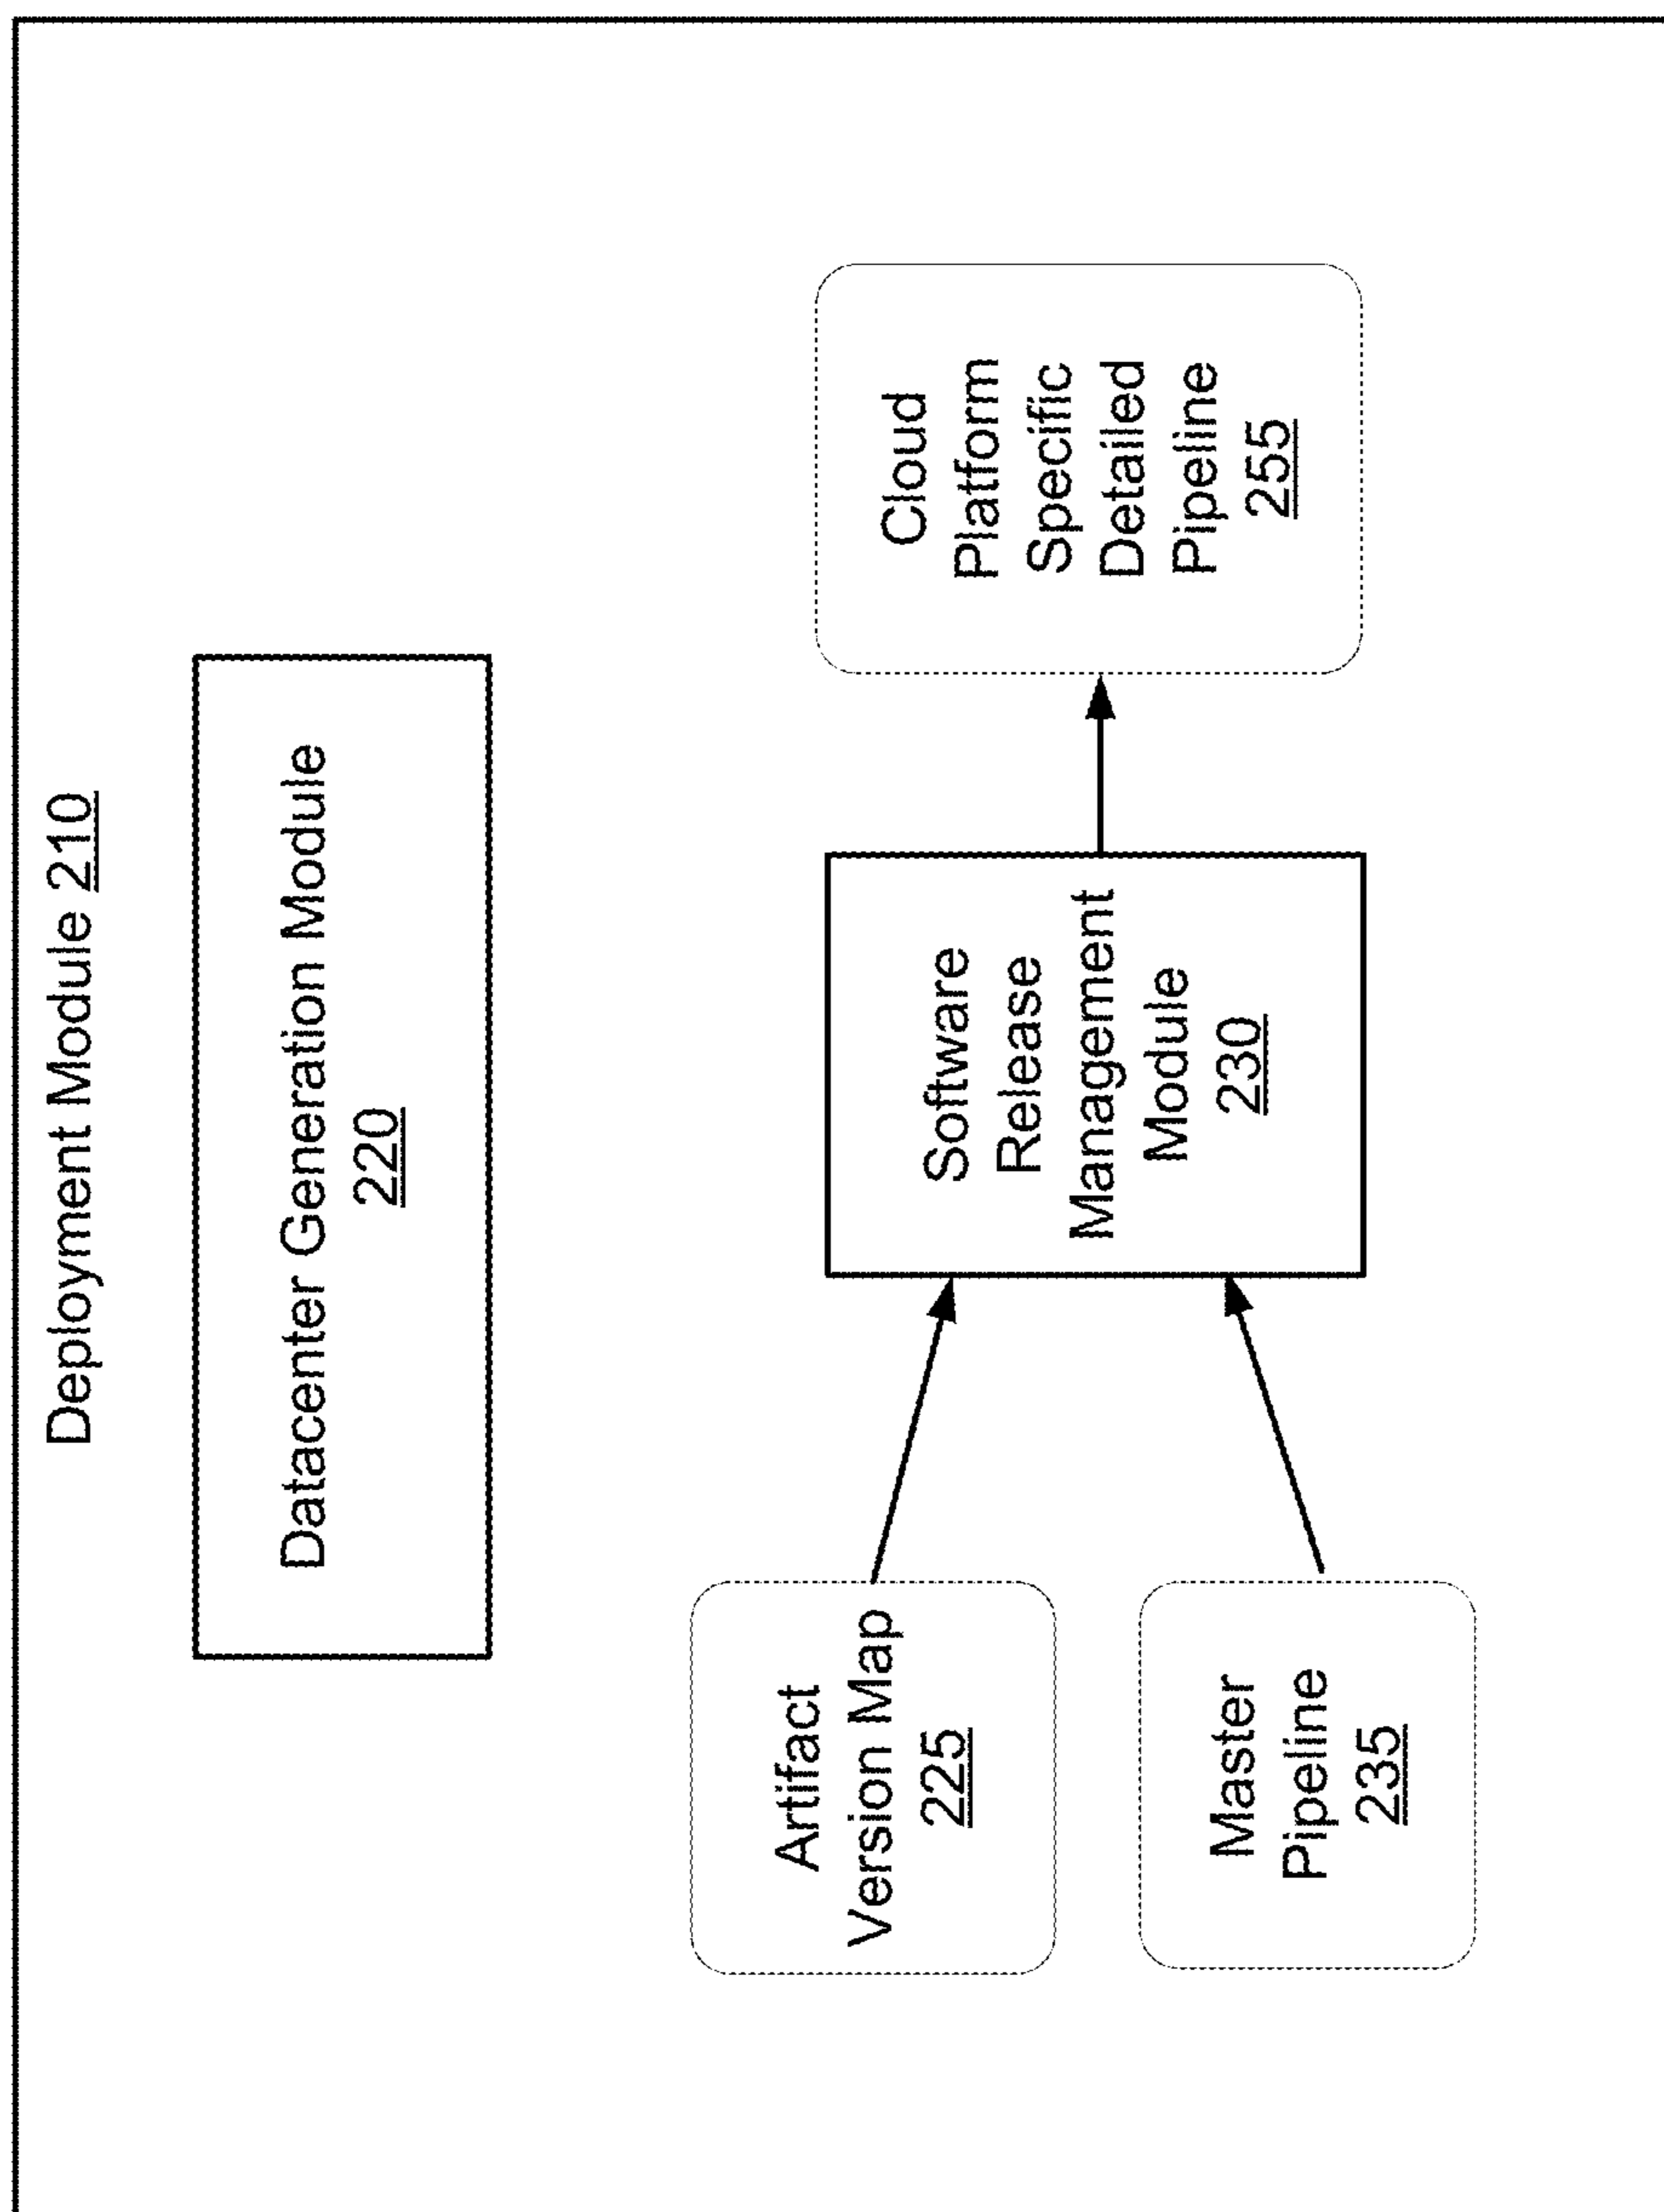 Deployment Module 210
Datacenter Generation Module
220
Artifact
Version Map
225
Master
Pipeline
235
Software
Release
Management
Module
230
Cloud
Platform
Specific
Detailed
Pipeline
255